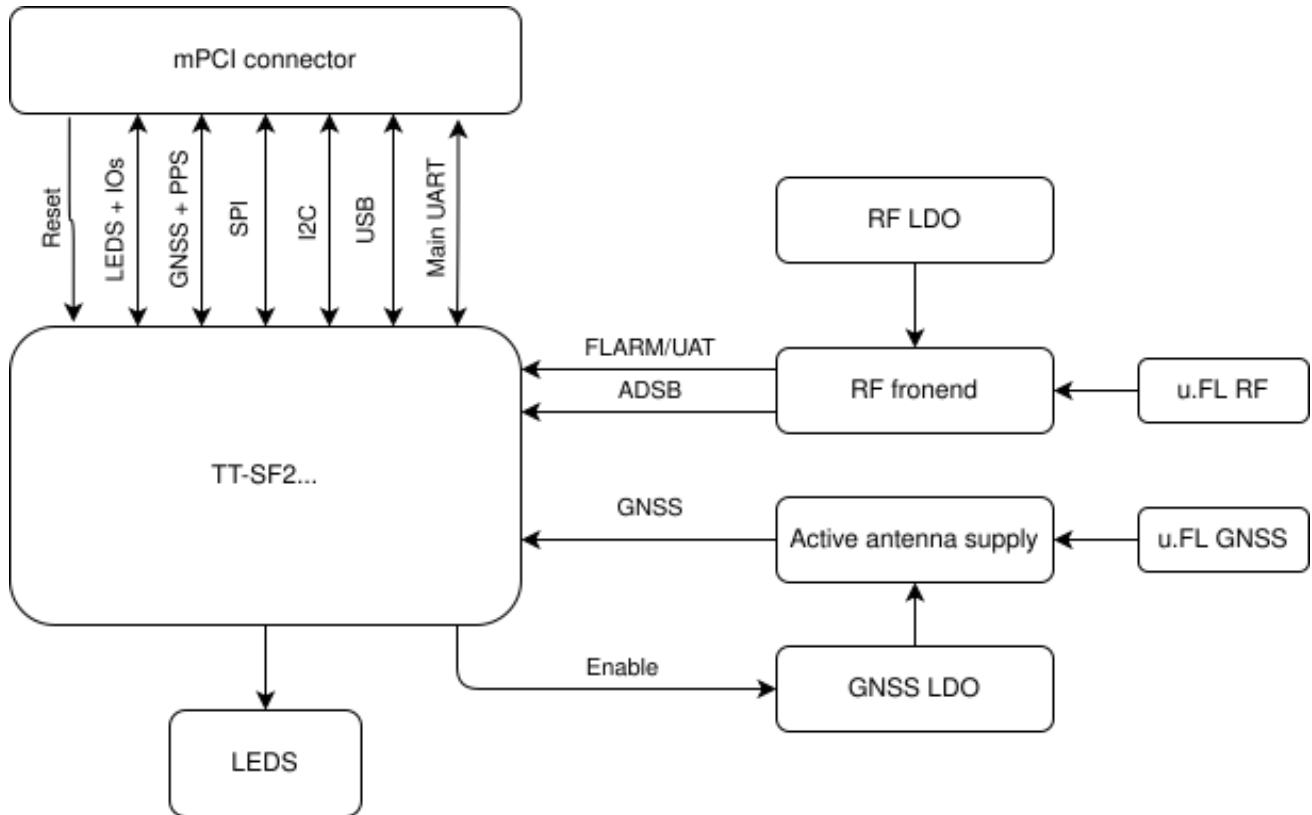 mPCI connector
Reset
LEDS + IOs
GNSS + PPS
SPI
I2C
USB
Main UART
RF LDO
FLARM/UAT
ADSB
RF fronend
u.FL RF
TT-SF2...
GNSS
Active antenna supply
u.FL GNSS
Enable
GNSS LDO
LEDS